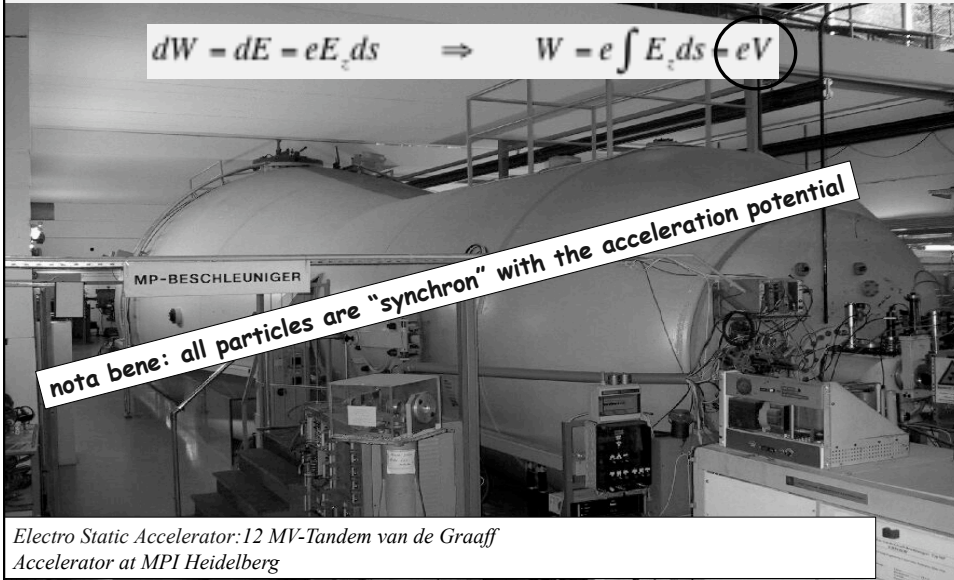 dW = dE = eE_z ds ⇒ W = e ∫ E_z ds = eV
MP-BESCHLEUNIGER
nota bene: all particles are “synchron” with the acceleration potential
Electro Static Accelerator:12 MV-Tandem van de Graaff
Accelerator at MPI Heidelberg